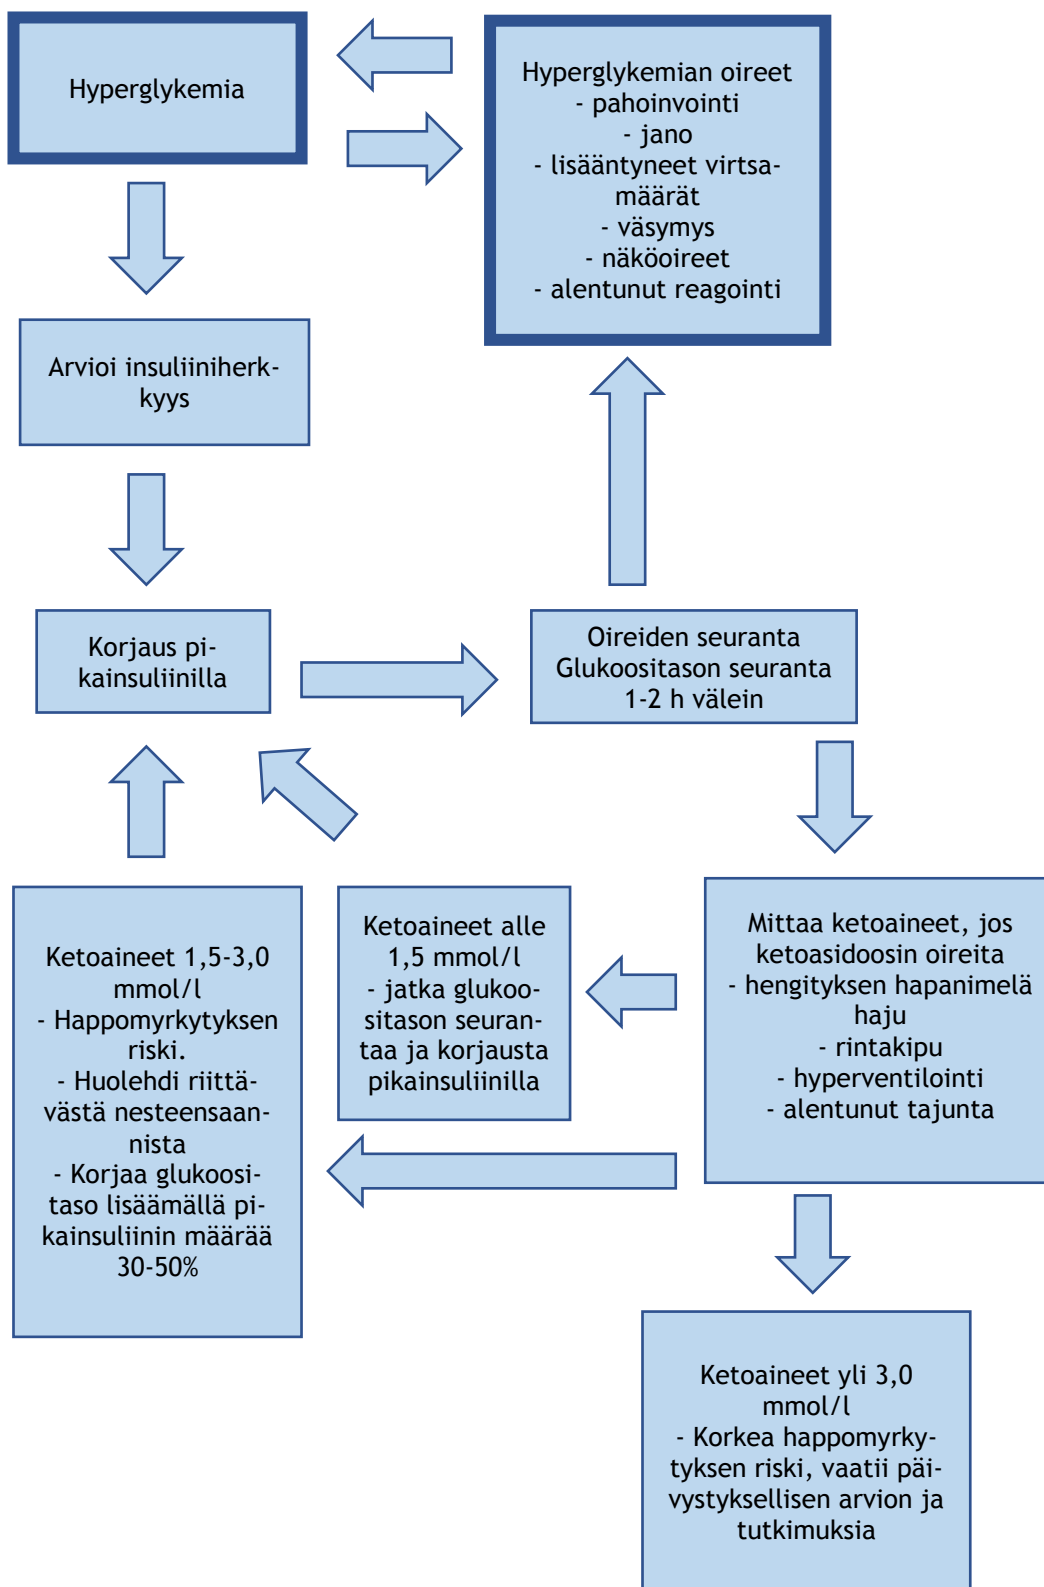 Hyperglykemia
Hyperglykemian oireet
- pahoinvointi
- jano
- lisääntyneet virtsa-
määrät
- väsymys
- näköoireet
- alentunut reagointi
Arvioi insuliiniherk-
kyys
Korjaus pi-
kainsuliinilla
Oireiden seuranta
Glukoositason seuranta
1-2 h välein
Ketoaineet 1,5-3,0
mmol/l
- Happomyrkytyksen
riski.
- Huolehdi riittä-
västä nesteensaan-
nista
- Korjaa glukoosi-
taso lisäämällä pi-
kainsuliinin määrää
30-50%
Ketoaineet alle
1,5 mmol/l
- jatka glukoo-
sitason seuran-
taa ja korjausta
pikainsuliinilla
Mittaa ketoaineet, jos
ketoasidoosin oireita
- hengityksen hapanimelä
haju
- rintakipu
- hyperventilointi
- alentunut tajunta
Ketoaineet yli 3,0
mmol/l
- Korkea happomyrky-
tyksen riski, vaatii päi-
vystyksellisen arvion ja
tutkimuksia